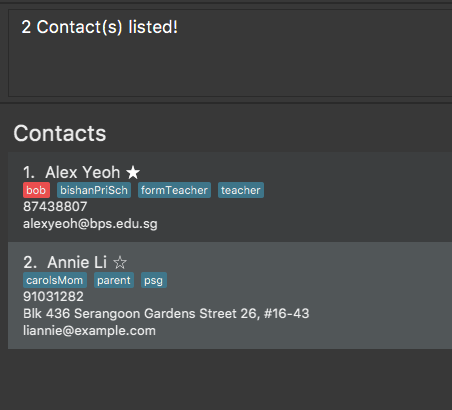 2 Contact(s) listed!
Contacts
1. Alex Yeoh ★
bob bishanPriSch formTeacher teacher
87438807
alexyeoh@bps.edu.sg
2. Annie Li ☆
carolsMom parent psg
91031282
Blk 436 Serangoon Gardens Street 26, #16-43
liannie@example.com